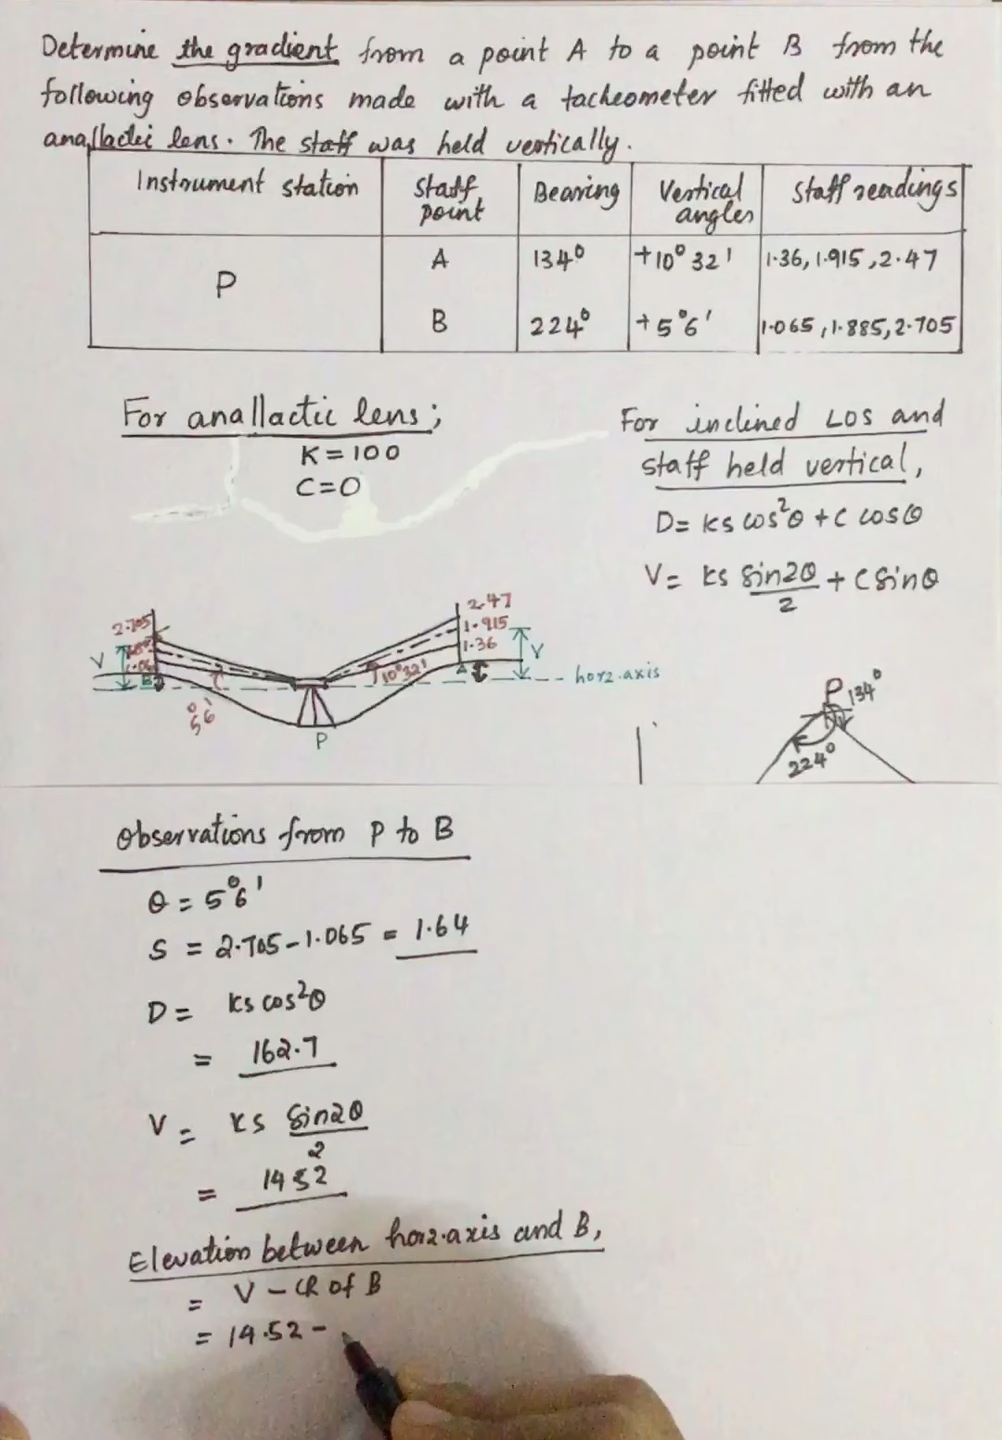 Determine the gradient from a point A to a point B from the
following observations made with a tacheometer fitted with an
anallactic lens. The staff was held vertically.
Instrument station Staff point Bearing Vertical angles Staff readings
P A 134° +10°32' 1.36, 1.915, 2.47
B 224° +5°6' 1.065, 1.885, 2.705
For anallactic lens;
K = 100
C = 0
For inclined LOS and
staff held vertical,
D = KS cos²θ + C cosθ
V = KS sin2θ/2 + C sinθ
2.705
V
B
5°6'
P
10°32'
2.47
1.915
1.36
A
V
horz.axis
P
134°
224°
Observations from P to B
θ = 5°6'
S = 2.705 - 1.065 = 1.64
D = KS cos²θ
= 162.7
V = KS sin2θ/2
= 14.52
Elevation between horz.axis and B,
= V - CR of B
= 14.52 -